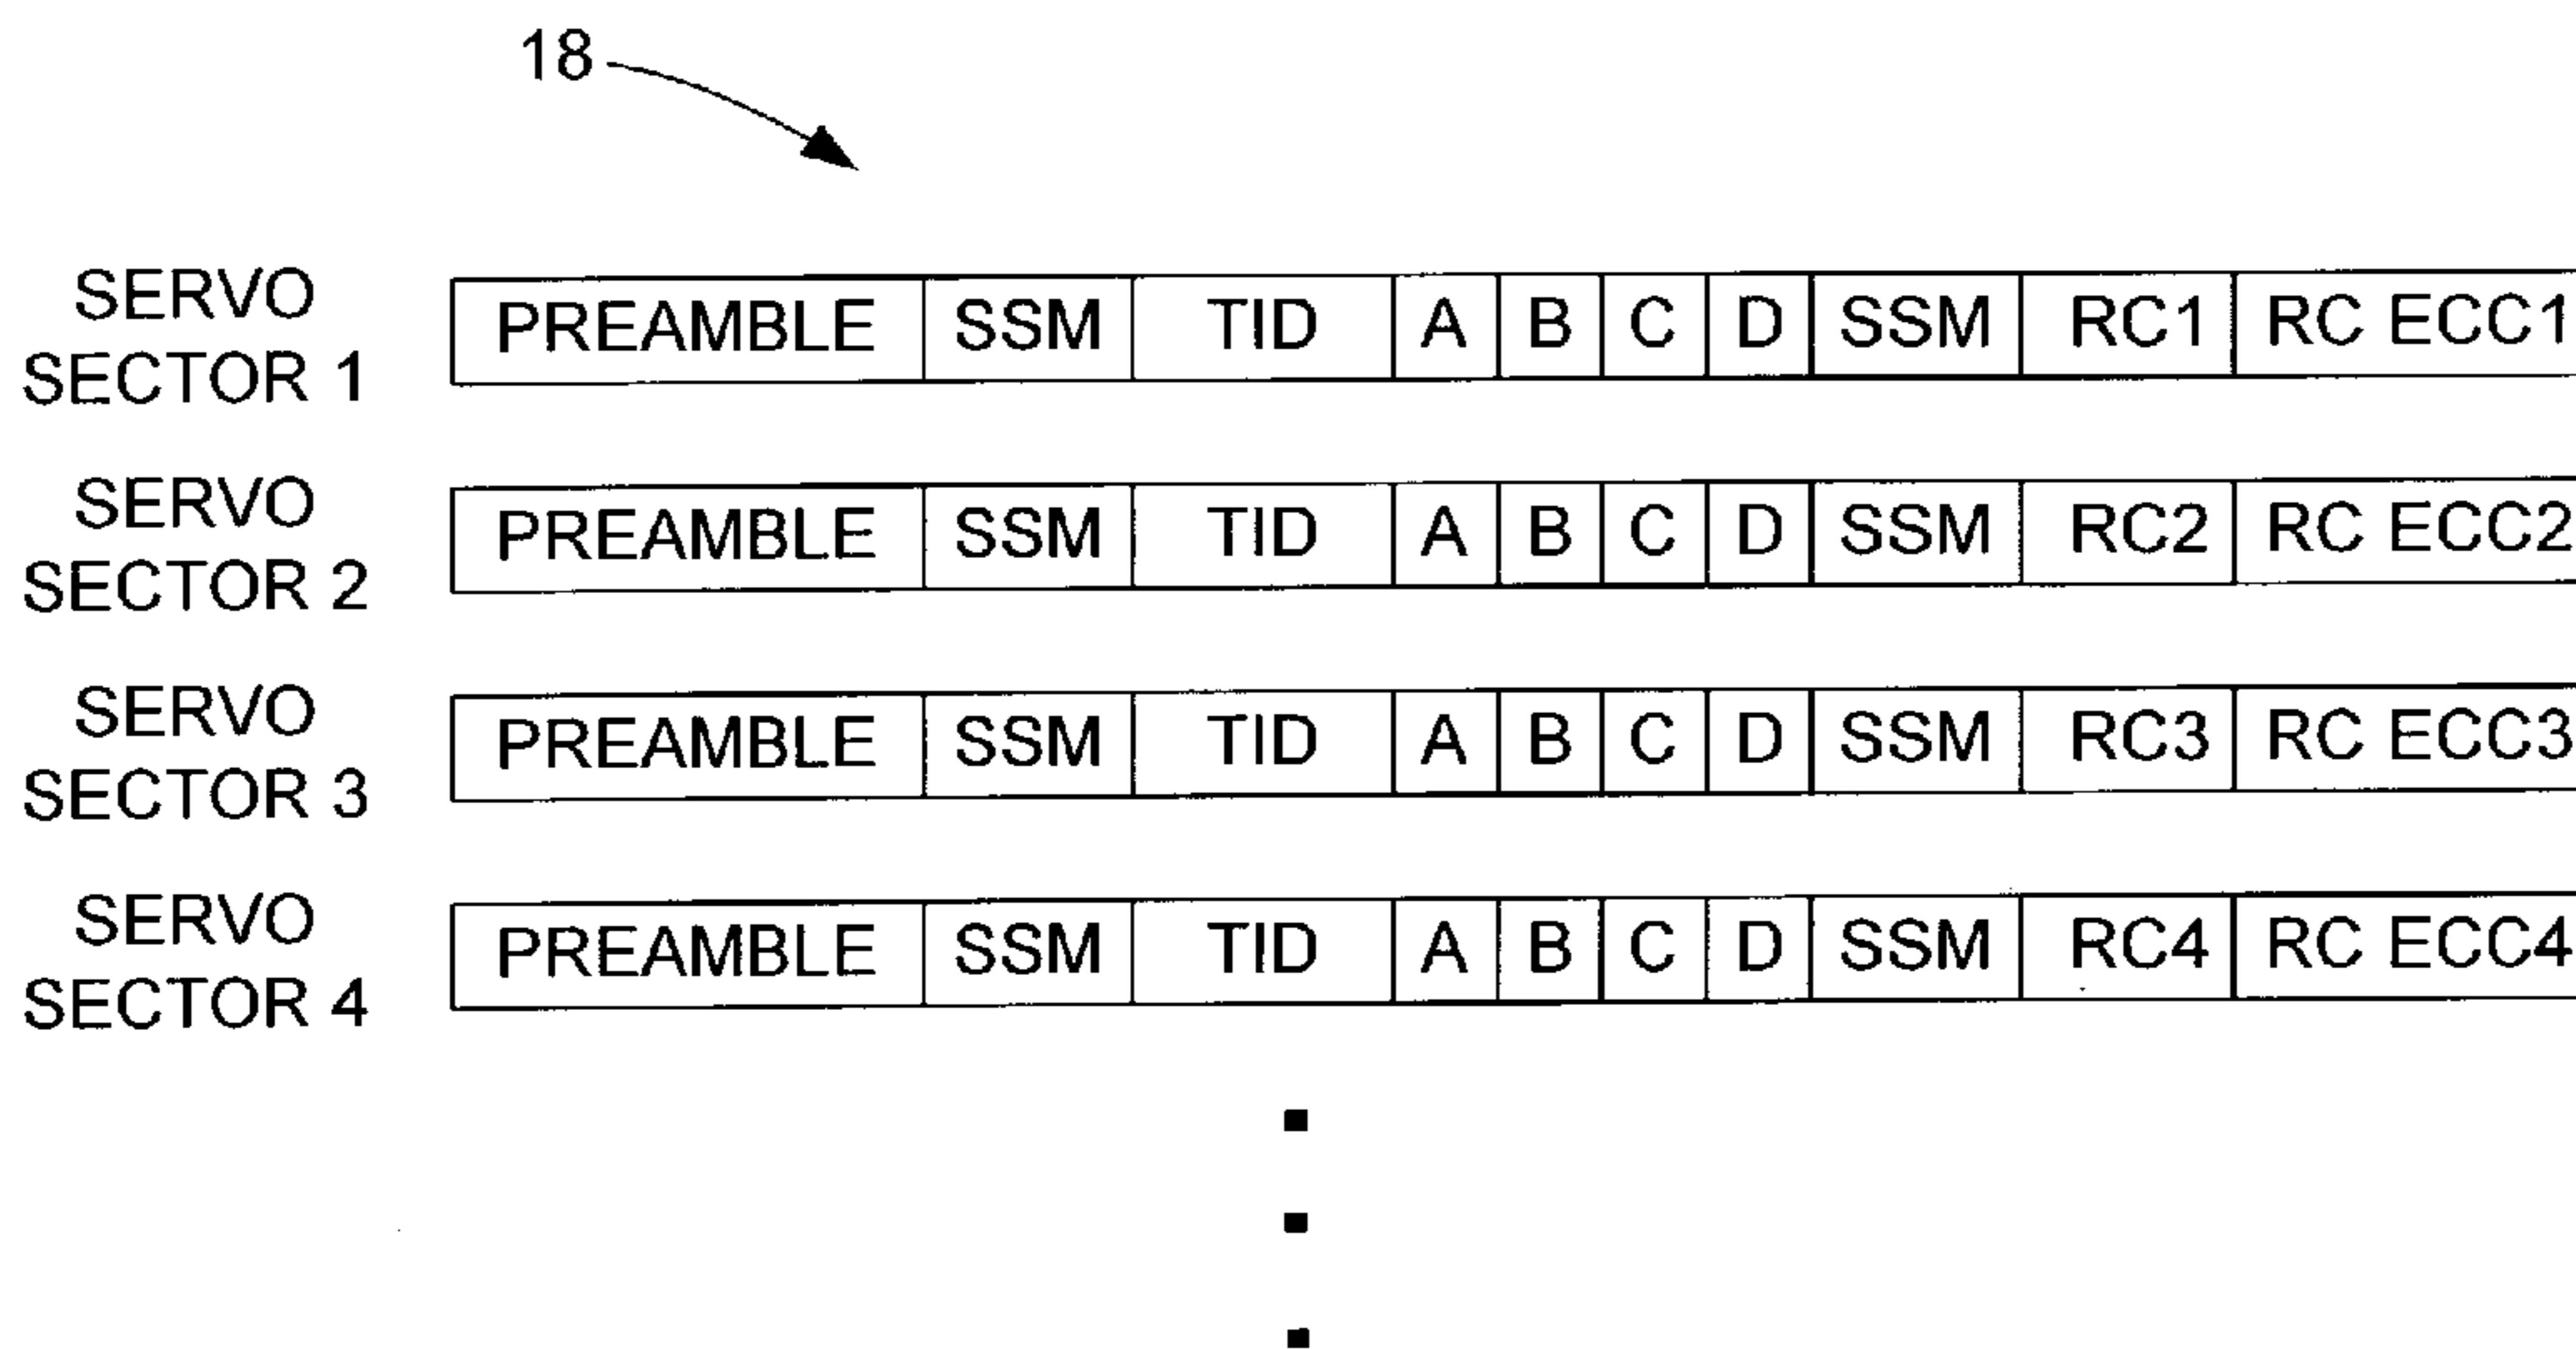 18
SERVO
SECTOR 1
PREAMBLE SSM TID A B C D SSM RC1 RC ECC1
SERVO
SECTOR 2
PREAMBLE SSM TID A B C D SSM RC2 RC ECC2
SERVO
SECTOR 3
PREAMBLE SSM TID A B C D SSM RC3 RC ECC3
SERVO
SECTOR 4
PREAMBLE SSM TID A B C D SSM RC4 RC ECC4